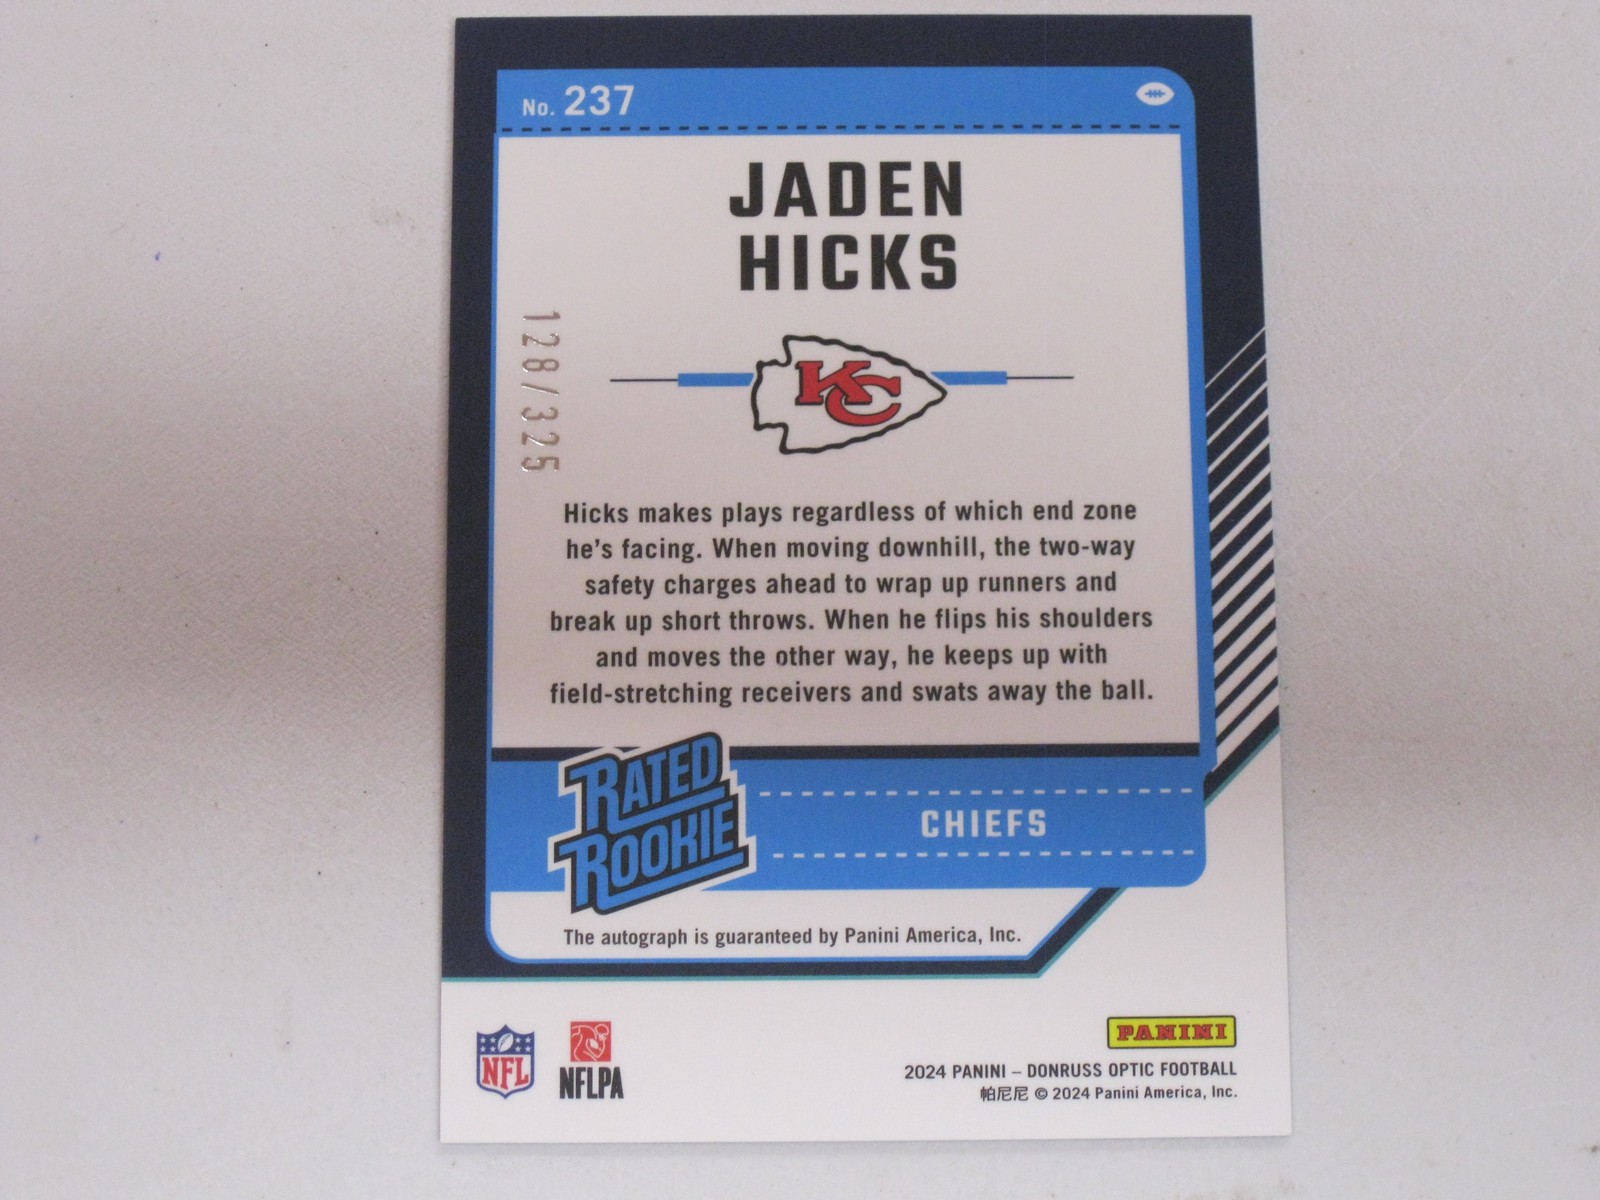 No. 237
JADEN
HICKS
128/325
KC
Hicks makes plays regardless of which end zone
he's facing. When moving downhill, the two-way
safety charges ahead to wrap up runners and
break up short throws. When he flips his shoulders
and moves the other way, he keeps up with
field-stretching receivers and swats away the ball.
RATED
ROOKIE
CHIEFS
The autograph is guaranteed by Panini America, Inc.
NFL
NFLPA
PANINI
2024 PANINI – DONRUSS OPTIC FOOTBALL
帕尼尼 © 2024 Panini America, Inc.